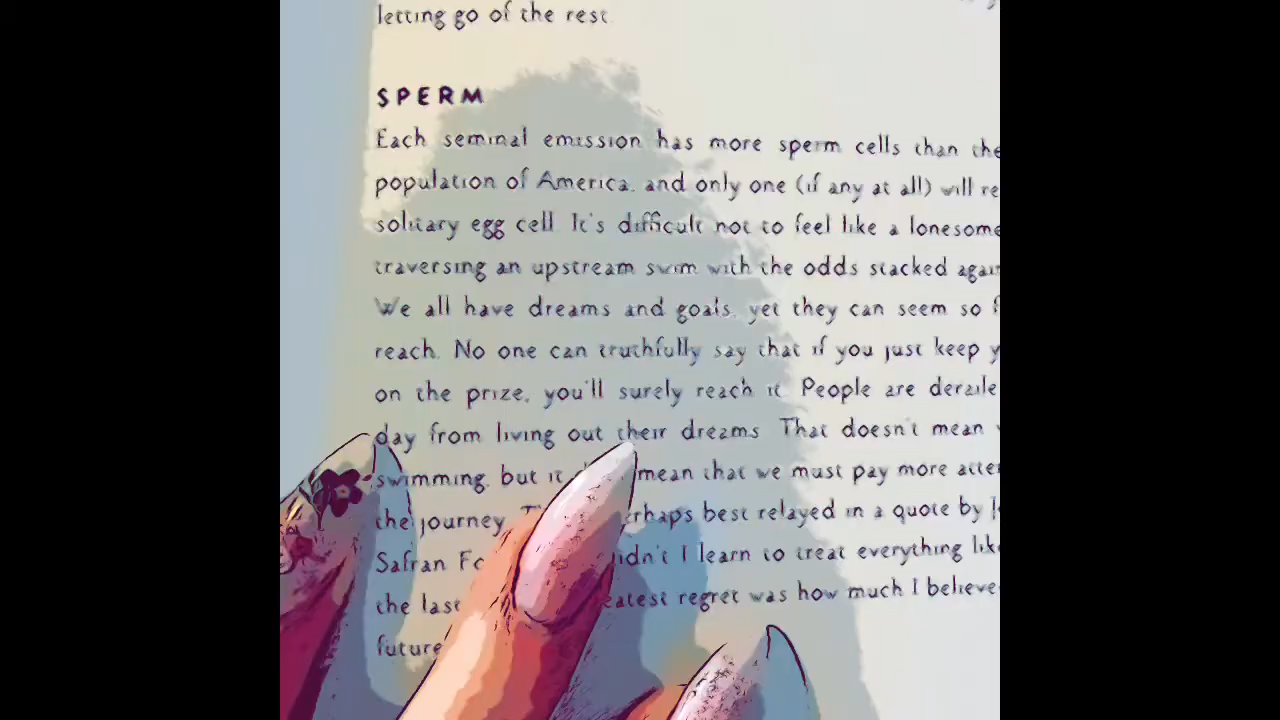 letting go of the rest.
SPERM
Each seminal emission has more sperm cells than the
population of America, and only one (if any at all) will re
solitary egg cell. It's difficult not to feel like a lonesome
traversing an upstream swim with the odds stacked again
We all have dreams and goals, yet they can seem so f
reach. No one can truthfully say that if you just keep y
on the prize, you'll surely reach it. People are deraile
day from living out their dreams. That doesn't mean
swimming, but it mean that we must pay more atten
the journey. erhaps best relayed in a quote by J
Safran Fo idn't I learn to treat everything like
the last eatest regret was how much I believe
future